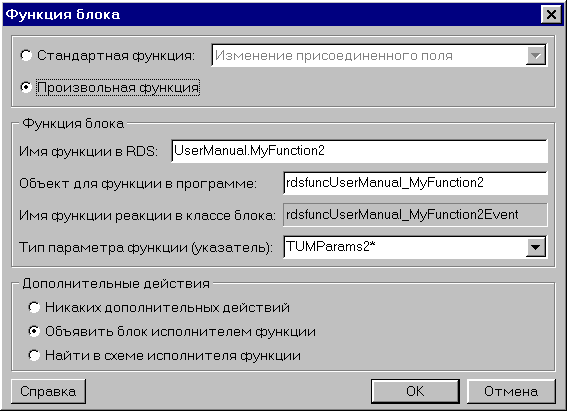 Функция блока
Стандартная функция: Изменение присоединенного поля
Произвольная функция
Функция блока
Имя функции в RDS: UserManual.MyFunction2
Объект для функции в программе: rdsfuncUserManual_MyFunction2
Имя функции реакции в классе блока: rdsfuncUserManual_MyFunction2Event
Тип параметра функции (указатель): TUMParams2*
Дополнительные действия
Никаких дополнительных действий
Объявить блок исполнителем функции
Найти в схеме исполнителя функции
Справка OK Отмена